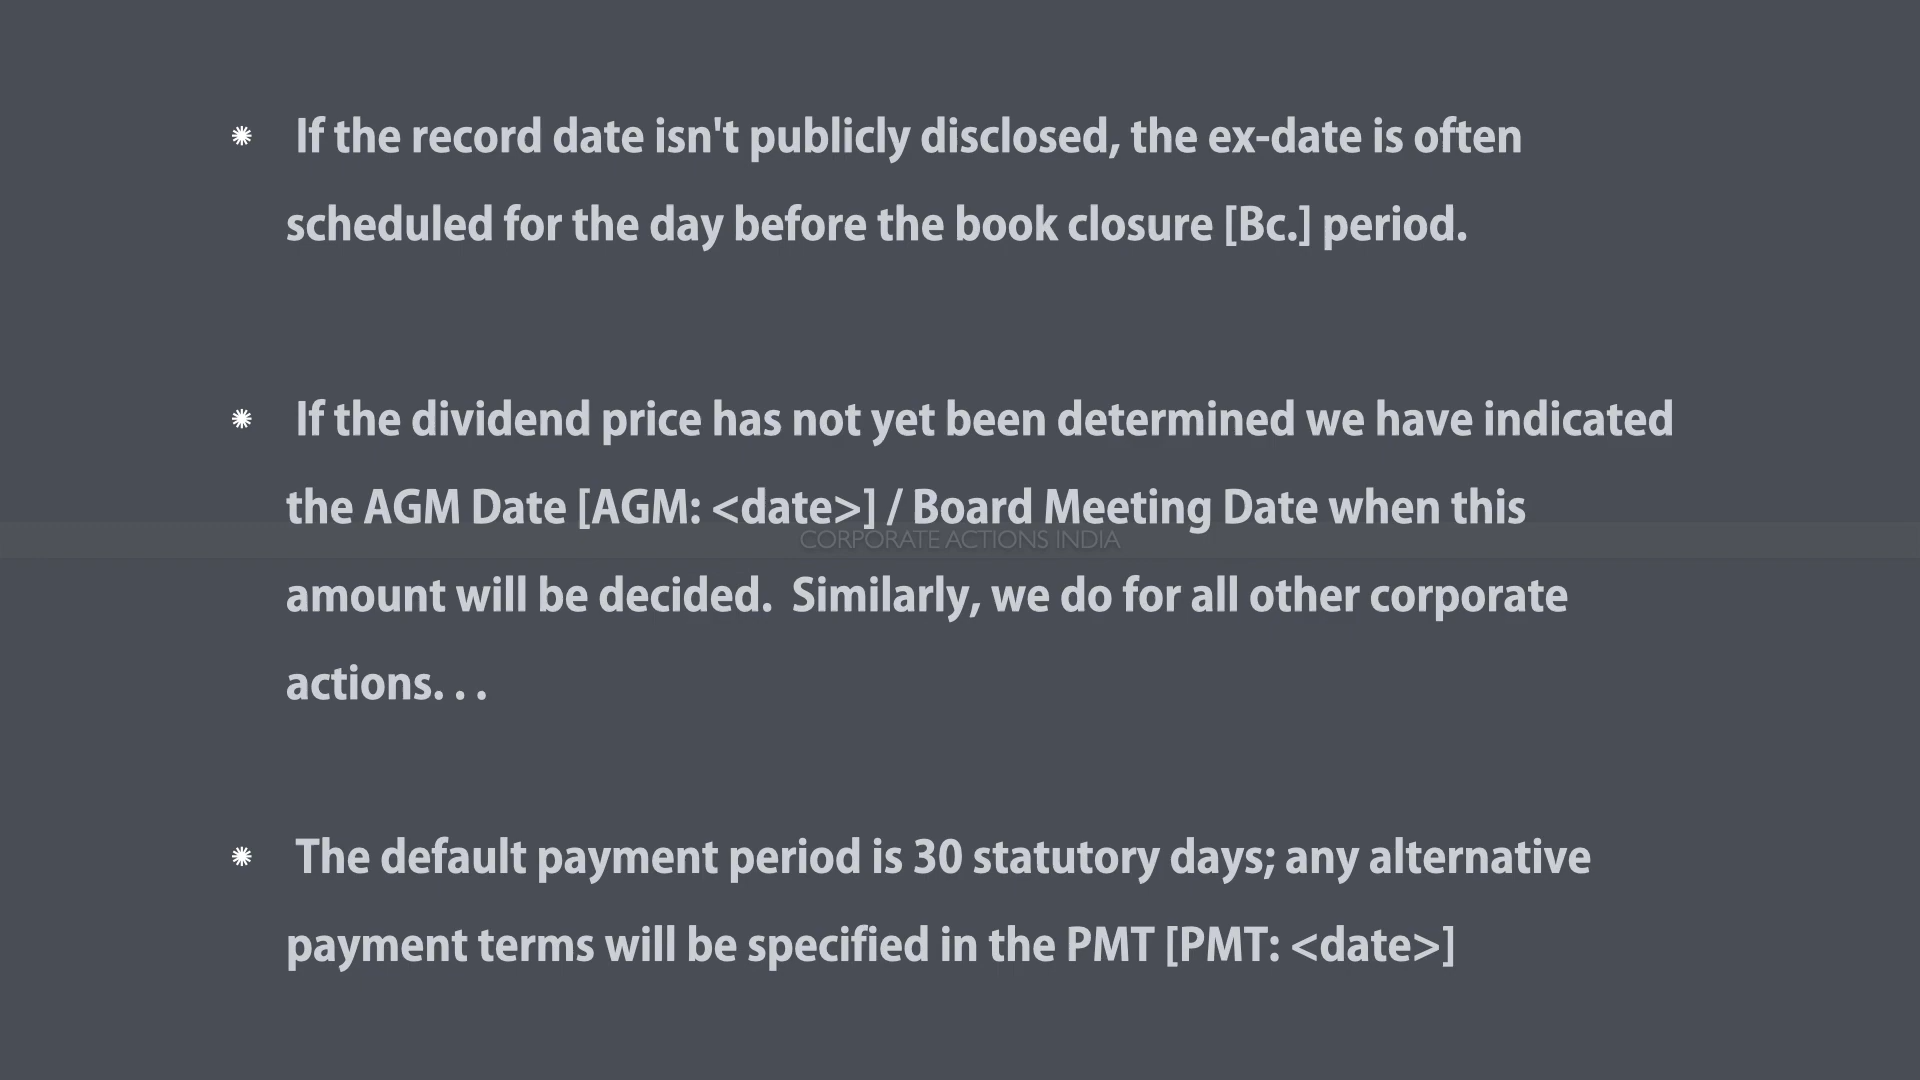 * If the record date isn't publicly disclosed, the ex-date is often
scheduled for the day before the book closure [Bc.] period.
* If the dividend price has not yet been determined we have indicated
the AGM Date [AGM: <date>] / Board Meeting Date when this
CORPORATE ACTIONS INDIA
amount will be decided.  Similarly, we do for all other corporate
actions. . .
* The default payment period is 30 statutory days; any alternative
payment terms will be specified in the PMT [PMT: <date>]